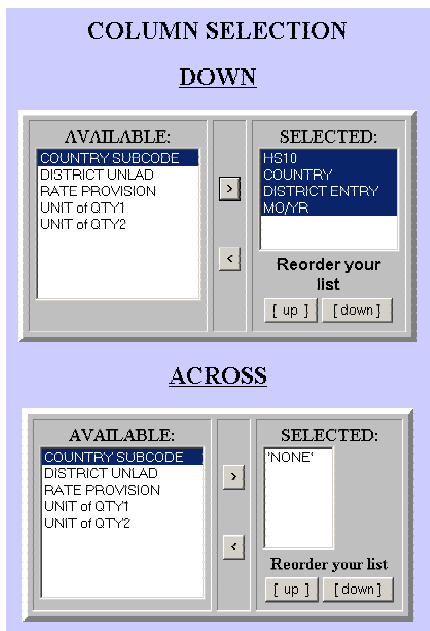 COLUMN SELECTION
DOWN
AVAILABLE:
COUNTRY SUBCODE
DISTRICT UNLAD
RATE PROVISION
UNIT of QTY1
UNIT of QTY2
>
<
SELECTED:
HS10
COUNTRY
DISTRICT ENTRY
MO/YR
Reorder your
list
[ up ] [ down ]
ACROSS
AVAILABLE:
COUNTRY SUBCODE
DISTRICT UNLAD
RATE PROVISION
UNIT of QTY1
UNIT of QTY2
>
<
SELECTED:
'NONE'
Reorder your list
[ up ] [ down ]